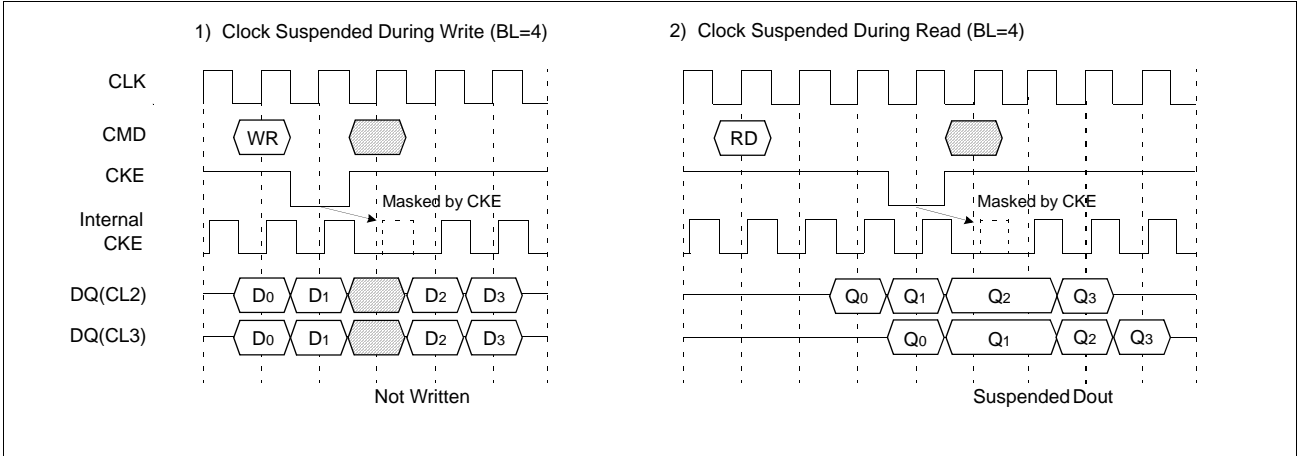 1) Clock Suspended During Write (BL=4)
2) Clock Suspended During Read (BL=4)
CLK
CMD WR RD
CKE
Masked by CKE Masked by CKE
Internal
CKE
DQ(CL2) D0 D1 D2 D3 Q0 Q1 Q2 Q3
DQ(CL3) D0 D1 D2 D3 Q0 Q1 Q2 Q3
Not Written Suspended Dout